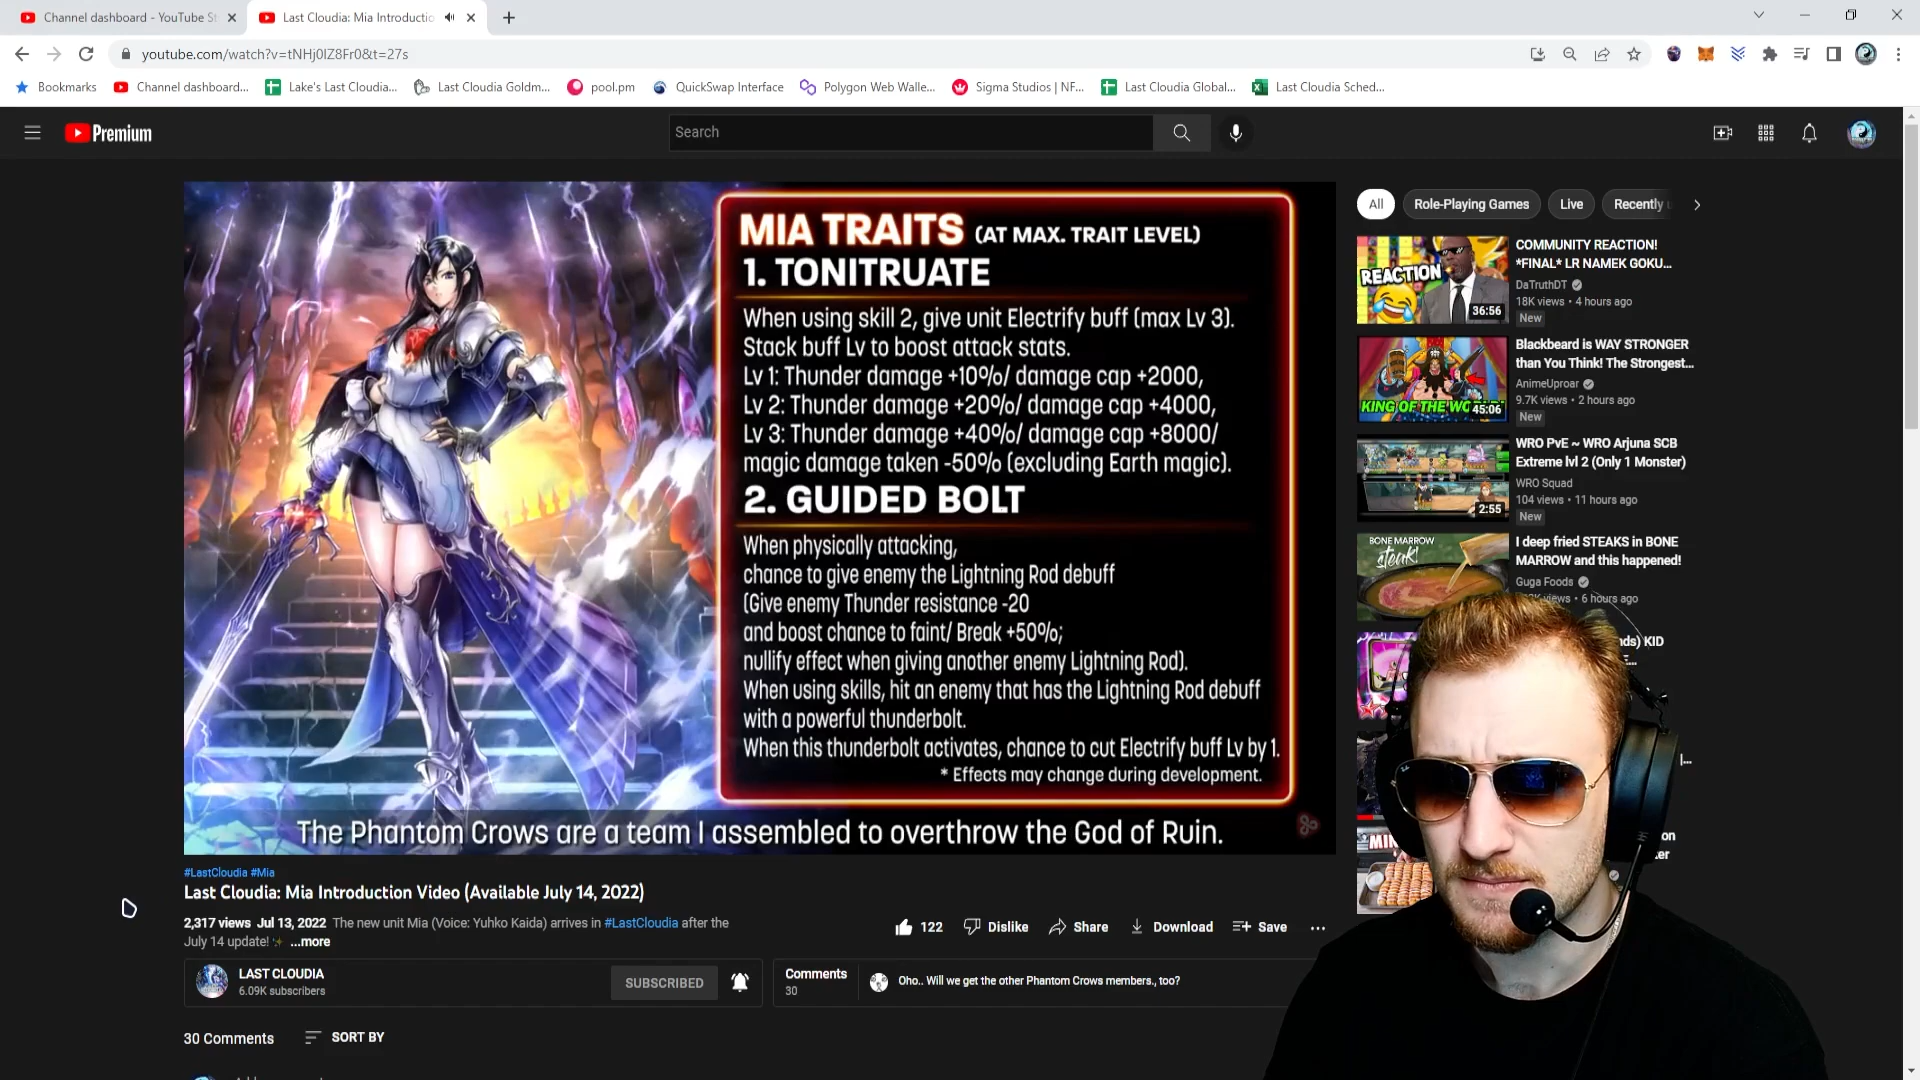 Channel dashboard - YouTube St
Last Cloudia: Mia Introductio
youtube.com/watch?v=tNHj0IZ8Fr0&t=27s
Bookmarks
Channel dashboard...
Lake's Last Cloudia...
Last Cloudia Goldm...
pool.pm
QuickSwap Interface
Polygon Web Walle...
Sigma Studios | NF...
Last Cloudia Global...
Last Cloudia Sched...
Premium
Search
MIA TRAITS (AT MAX. TRAIT LEVEL)
1. TONITRUATE
When using skill 2, give unit Electrify buff (max Lv 3).
Stack buff Lv to boost attack stats.
Lv 1: Thunder damage +10%/ damage cap +2000,
Lv 2: Thunder damage +20%/ damage cap +4000,
Lv 3: Thunder damage +40%/ damage cap +8000/
magic damage taken -50% (excluding Earth magic).
2. GUIDED BOLT
When physically attacking,
chance to give enemy the Lightning Rod debuff
(Give enemy Thunder resistance -20
and boost chance to faint/ Break +50%;
nullify effect when giving another enemy Lightning Rod).
When using skills, hit an enemy that has the Lightning Rod debuff
with a powerful thunderbolt.
When this thunderbolt activates, chance to cut Electrify buff Lv by 1.
* Effects may change during development.
The Phantom Crows are a team I assembled to overthrow the God of Ruin.
#LastCloudia #Mia
Last Cloudia: Mia Introduction Video (Available July 14, 2022)
2,317 views Jul 13, 2022 The new unit Mia (Voice: Yuhko Kaida) arrives in #LastCloudia after the
July 14 update! ...more
122
Dislike
Share
Download
Save
LAST CLOUDIA
6.09K subscribers
SUBSCRIBED
Comments
30
Oho.. Will we get the other Phantom Crows members., too?
30 Comments
SORT BY
All
Role-Playing Games
Live
Recently
REACTION
36:56
COMMUNITY REACTION!
*FINAL* LR NAMEK GOKU...
DaTruthDT
18K views • 4 hours ago
New
KING OF THE WO
45:06
Blackbeard is WAY STRONGER
than You Think! The Strongest...
AnimeUproar
9.7K views • 2 hours ago
New
2:55
WRO PvE ~ WRO Arjuna SCB
Extreme lvl 2 (Only 1 Monster)
WRO Squad
104 views • 11 hours ago
New
BONE MARROW
steak!
I deep fried STEAKS in BONE
MARROW and this happened!
Guga Foods
views • 6 hours ago
KID